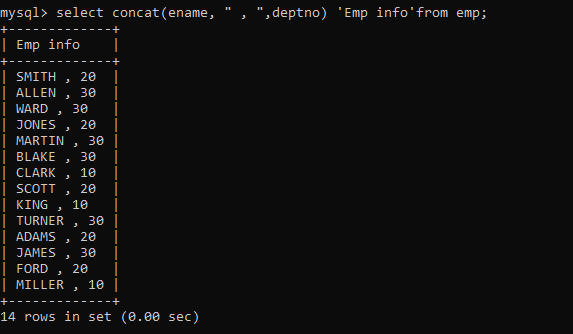 mysql> select concat(ename, " , ",deptno) 'Emp info'from emp;
+-------------+
| Emp info    |
+-------------+
| SMITH , 20  |
| ALLEN , 30  |
| WARD , 30   |
| JONES , 20  |
| MARTIN , 30 |
| BLAKE , 30  |
| CLARK , 10  |
| SCOTT , 20  |
| KING , 10   |
| TURNER , 30 |
| ADAMS , 20  |
| JAMES , 30  |
| FORD , 20   |
| MILLER , 10 |
+-------------+
14 rows in set (0.00 sec)